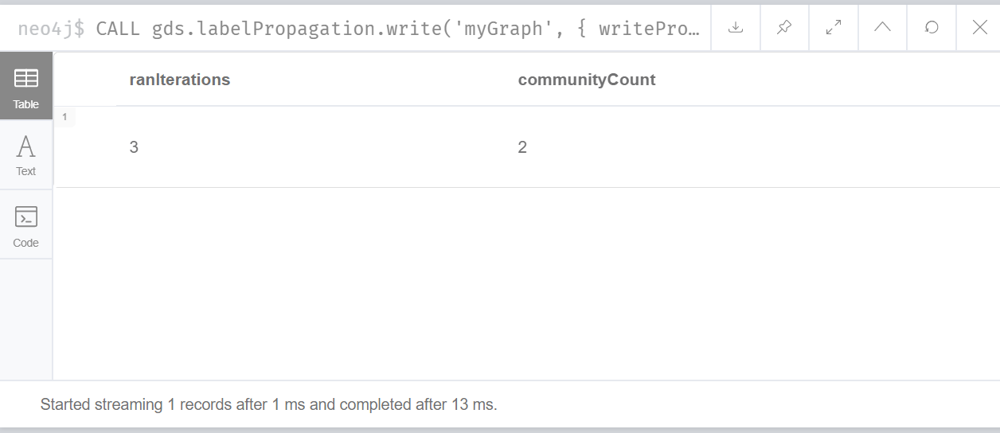 neo4j$ CALL gds.labelPropagation.write('myGraph', { writePro…
Table
Text
Code
ranIterations communityCount
1
3 2
Started streaming 1 records after 1 ms and completed after 13 ms.